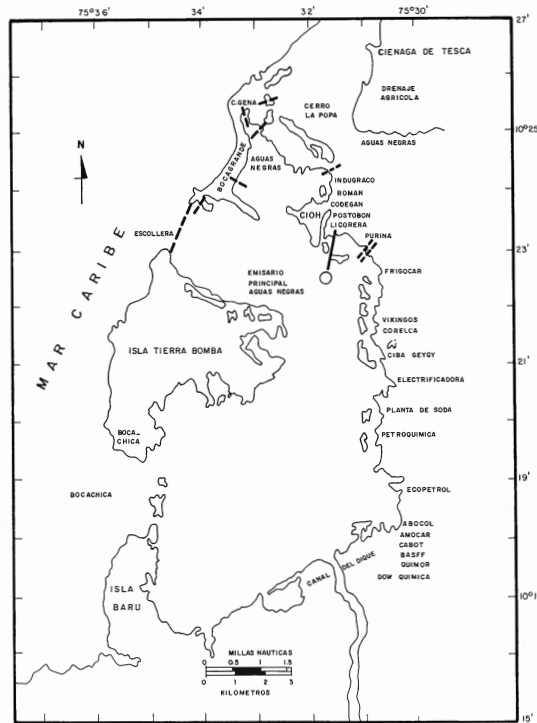 75°36'
34'
32'
75°30'
27'
CIENAGA DE TESCA
DRENAJE
AGRICOLA
C.GENA
CERRO
LA POPA
10°25
AGUAS NEGRAS
N
BOCAGRANDE
AGUAS
NEGRAS
INDUGRACO
ROMAN
CODEGAN
CIOH
POSTOBON
LICORERA
ESCOLLERA
PURINA
23'
MAR CARIBE
EMISARIO
PRINCIPAL
AGUAS NEGRAS
FRIGOCAR
VIKINGOS
CORELCA
ISLA TIERRA BOMBA
CIBA GEYGY
21'
ELECTRIFICADORA
PLANTA DE SODA
BOCA_
CHICA
PETROQUIMICA
19'
BOCACHICA
ECOPETROL
ABOCOL
AMOCAR
CABOT
BASFF
QUIMOR
DOW QUIMICA
CANAL DEL DIQUE
ISLA
BARU
10°1
MILLAS NAUTICAS
0 0.5 1 1.5
0 1 2 3
KILOMETROS
15'